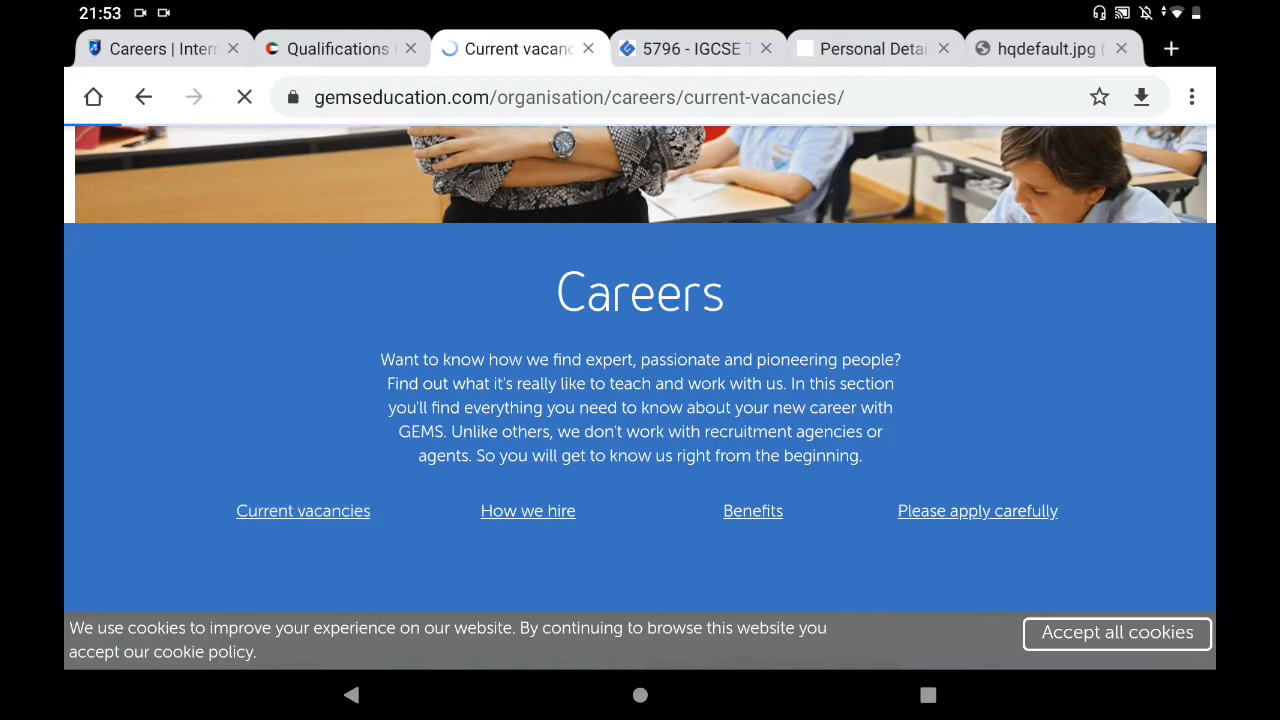 21:53
Careers | Inter
Qualifications t
Current vacanc
5796 - IGCSE T
Personal Detai
hqdefault.jpg (
gemseducation.com/organisation/careers/current-vacancies/
Careers
Want to know how we find expert, passionate and pioneering people?
Find out what it's really like to teach and work with us. In this section
you'll find everything you need to know about your new career with
GEMS. Unlike others, we don't work with recruitment agencies or
agents. So you will get to know us right from the beginning.
Current vacancies
How we hire
Benefits
Please apply carefully
We use cookies to improve your experience on our website. By continuing to browse this website you
accept our cookie policy.
Accept all cookies